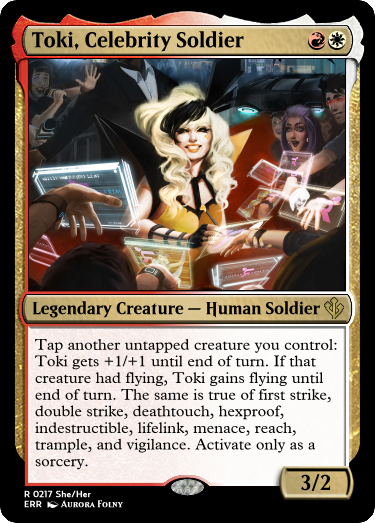 Toki, Celebrity Soldier
Legendary Creature — Human Soldier
Tap another untapped creature you control:
Toki gets +1/+1 until end of turn. If that
creature had flying, Toki gains flying until
end of turn. The same is true of first strike,
double strike, deathtouch, hexproof,
indestructible, lifelink, menace, reach,
trample, and vigilance. Activate only as a
sorcery.
3/2
R 0217 She/Her
ERR Aurora Folny